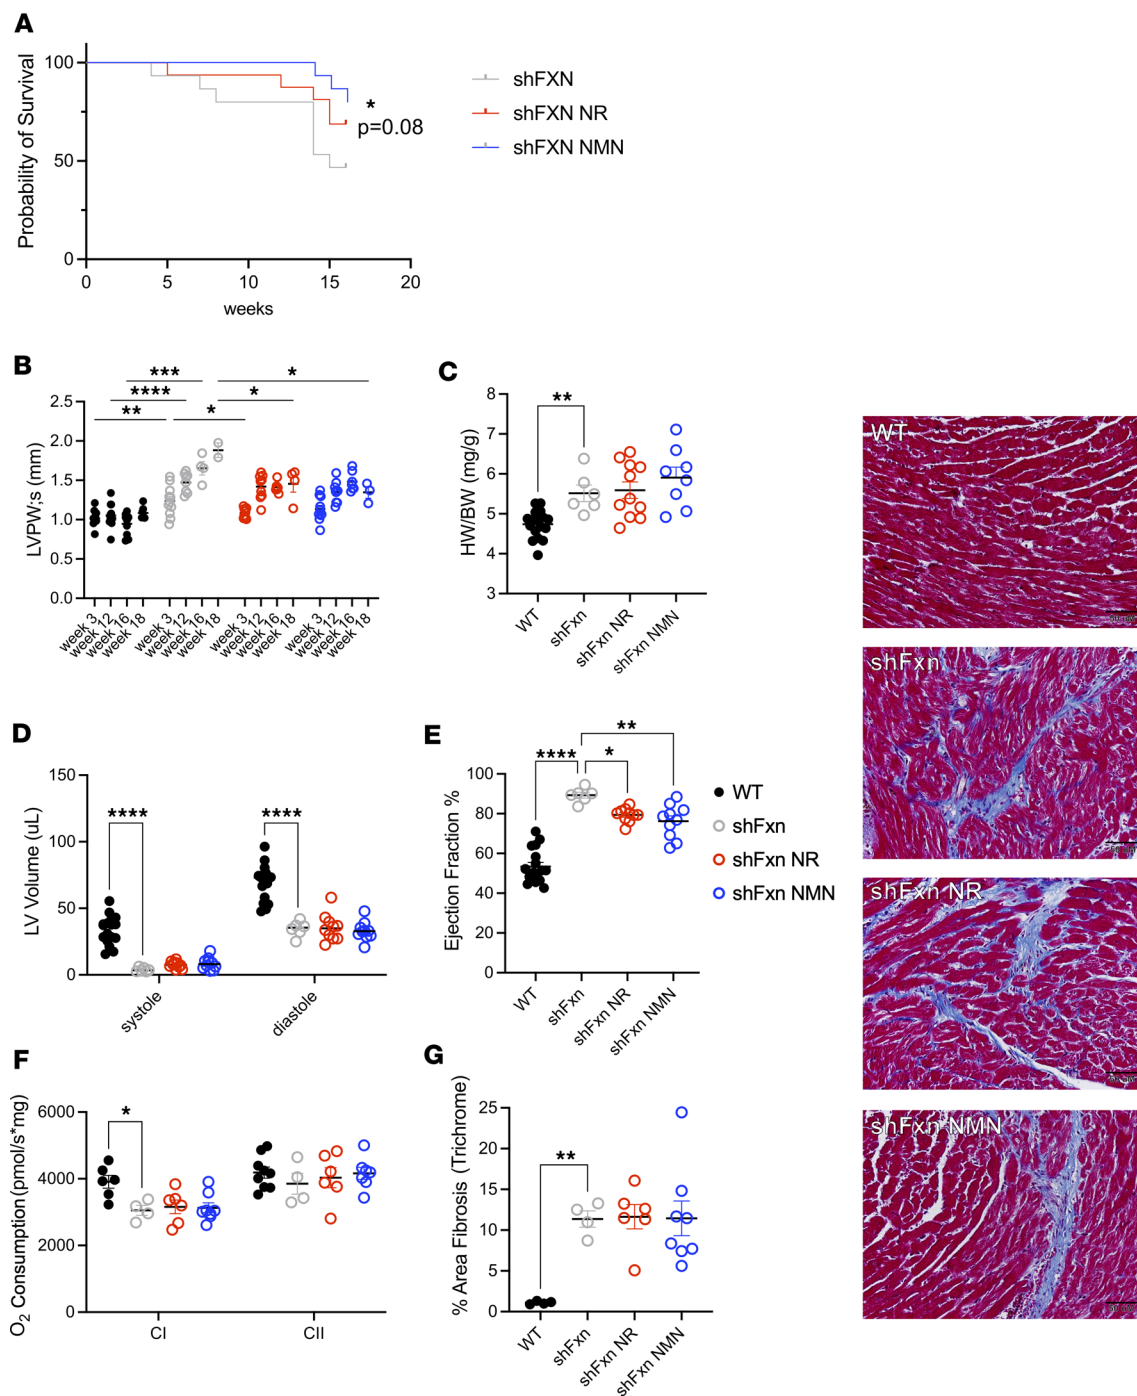 A
Probability of Survival
100
50
0
0
5
10
15
20
weeks
*
p=0.08
shFXN
shFXN NR
shFXN NMN
B
LVPW;s (mm)
2.5
2.0
1.5
1.0
0.5
0.0
***
*
****
*
**
*
week 3
week 12
week 16
week 18
week 3
week 12
week 16
week 18
week 3
week 12
week 16
week 18
week 3
week 12
week 16
week 18
C
HW/BW (mg/g)
8
7
6
5
4
3
**
WT
shFxn
shFxn NR
shFxn NMN
D
LV Volume (uL)
150
100
50
0
****
****
systole
diastole
E
Ejection Fraction %
100
80
60
40
20
0
****
*
**
WT
shFxn
shFxn NR
shFxn NMN
WT
shFxn
shFxn NR
shFxn NMN
F
O2 Consumption(pmol/s*mg)
6000
4000
2000
0
*
CI
CII
G
% Area Fibrosis (Trichrome)
25
20
15
10
5
0
**
WT
shFxn
shFxn NR
shFxn NMN
WT
shFxn
shFxn NR
shFxn NMN